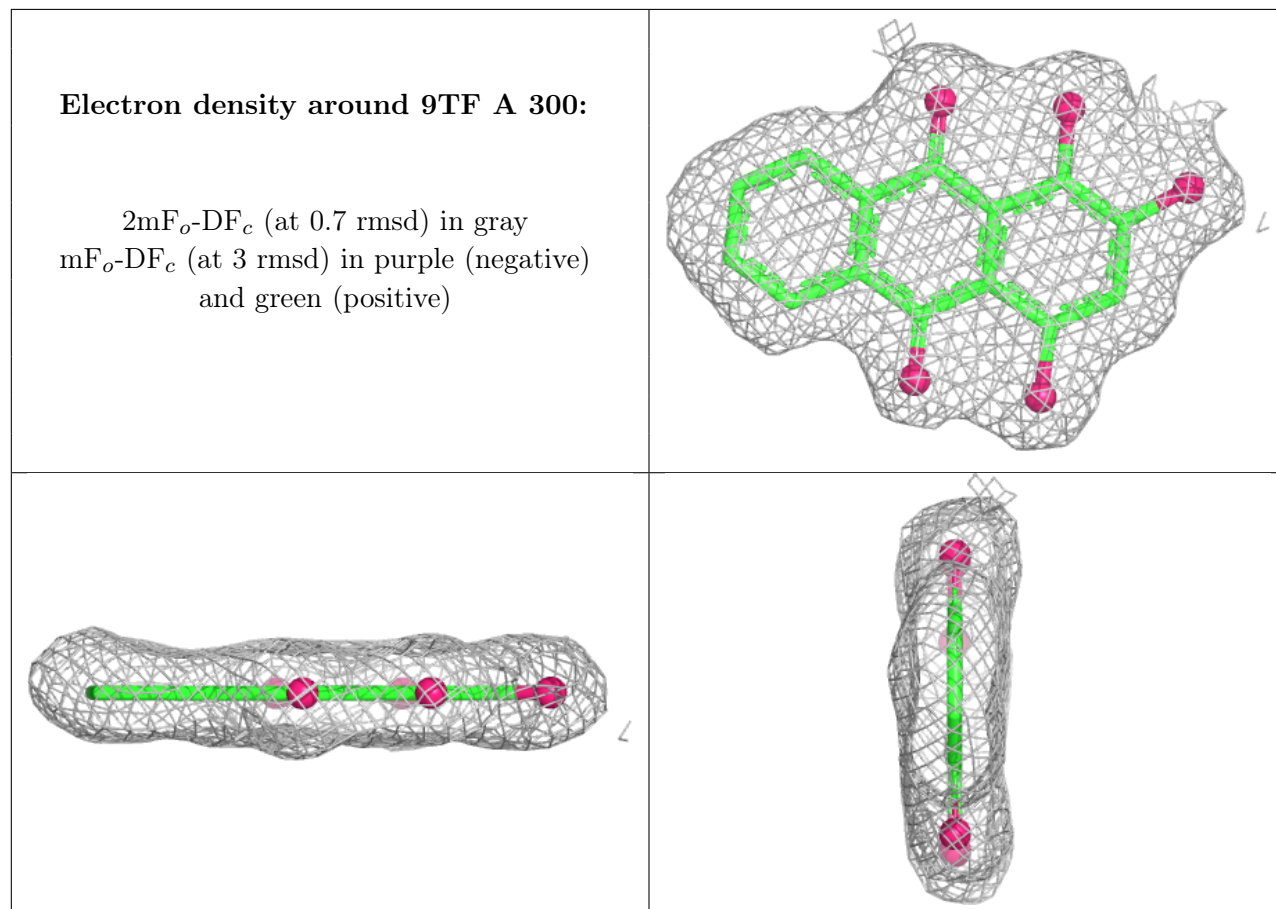 Electron density around 9TF A 300:
2mFₒ-DF𝒸 (at 0.7 rmsd) in gray
mFₒ-DF𝒸 (at 3 rmsd) in purple (negative)
and green (positive)